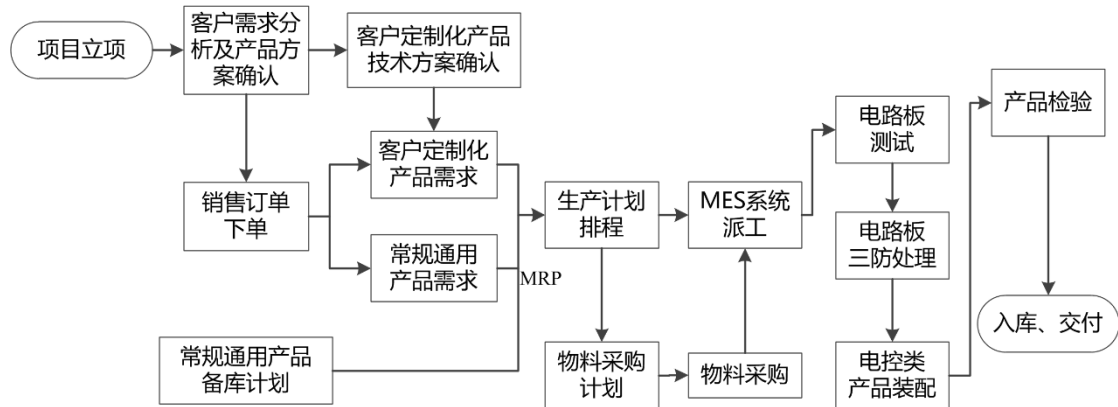 项目立项
客户需求分
析及产品方
案确认
客户定制化产品
技术方案确认
销售订单
下单
客户定制化
产品需求
常规通用
产品需求
常规通用产品
备库计划
MRP
生产计划
排程
物料采购
计划
MES系统
派工
物料采购
电路板
测试
电路板
三防处理
电控类
产品装配
产品检验
入库、交付